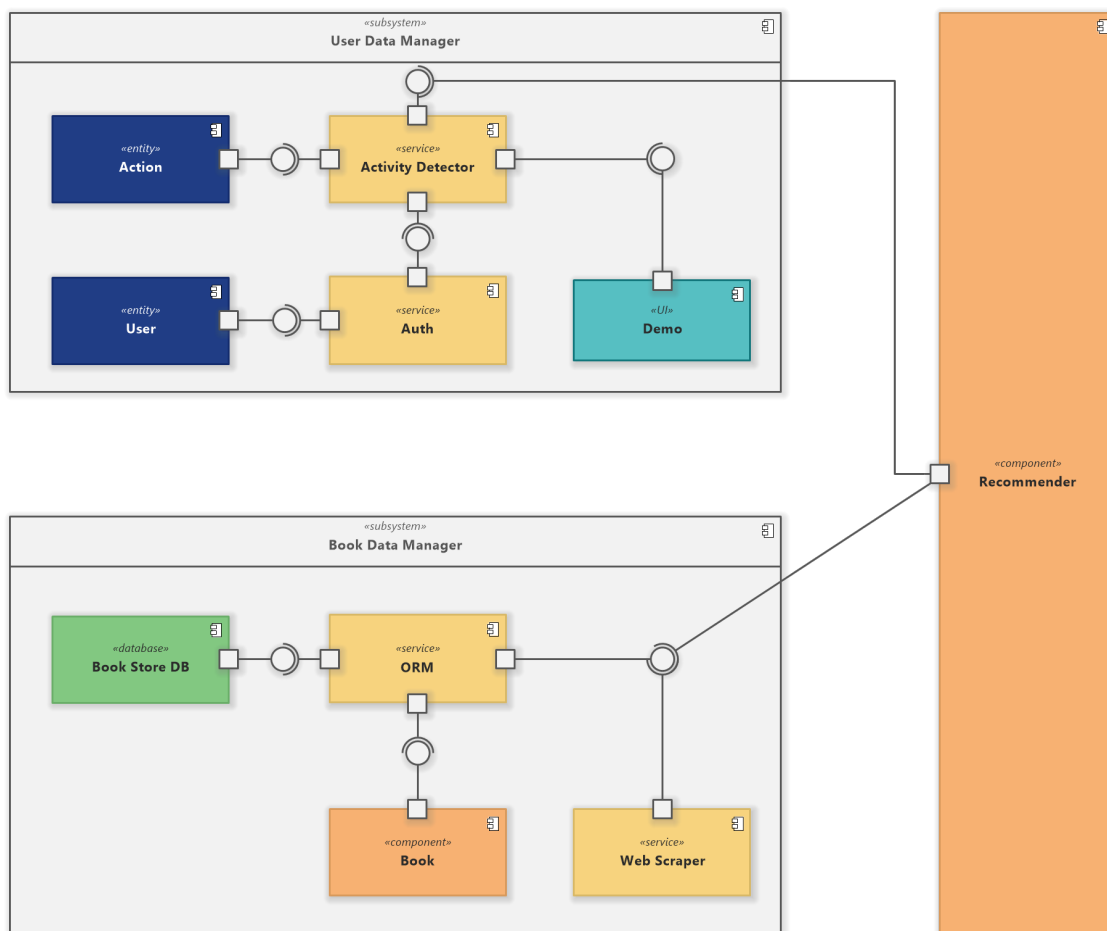 «subsystem»
User Data Manager
«entity»
Action
«service»
Activity Detector
«entity»
User
«service»
Auth
«UI»
Demo
«component»
Recommender
«subsystem»
Book Data Manager
«database»
Book Store DB
«service»
ORM
«component»
Book
«service»
Web Scraper